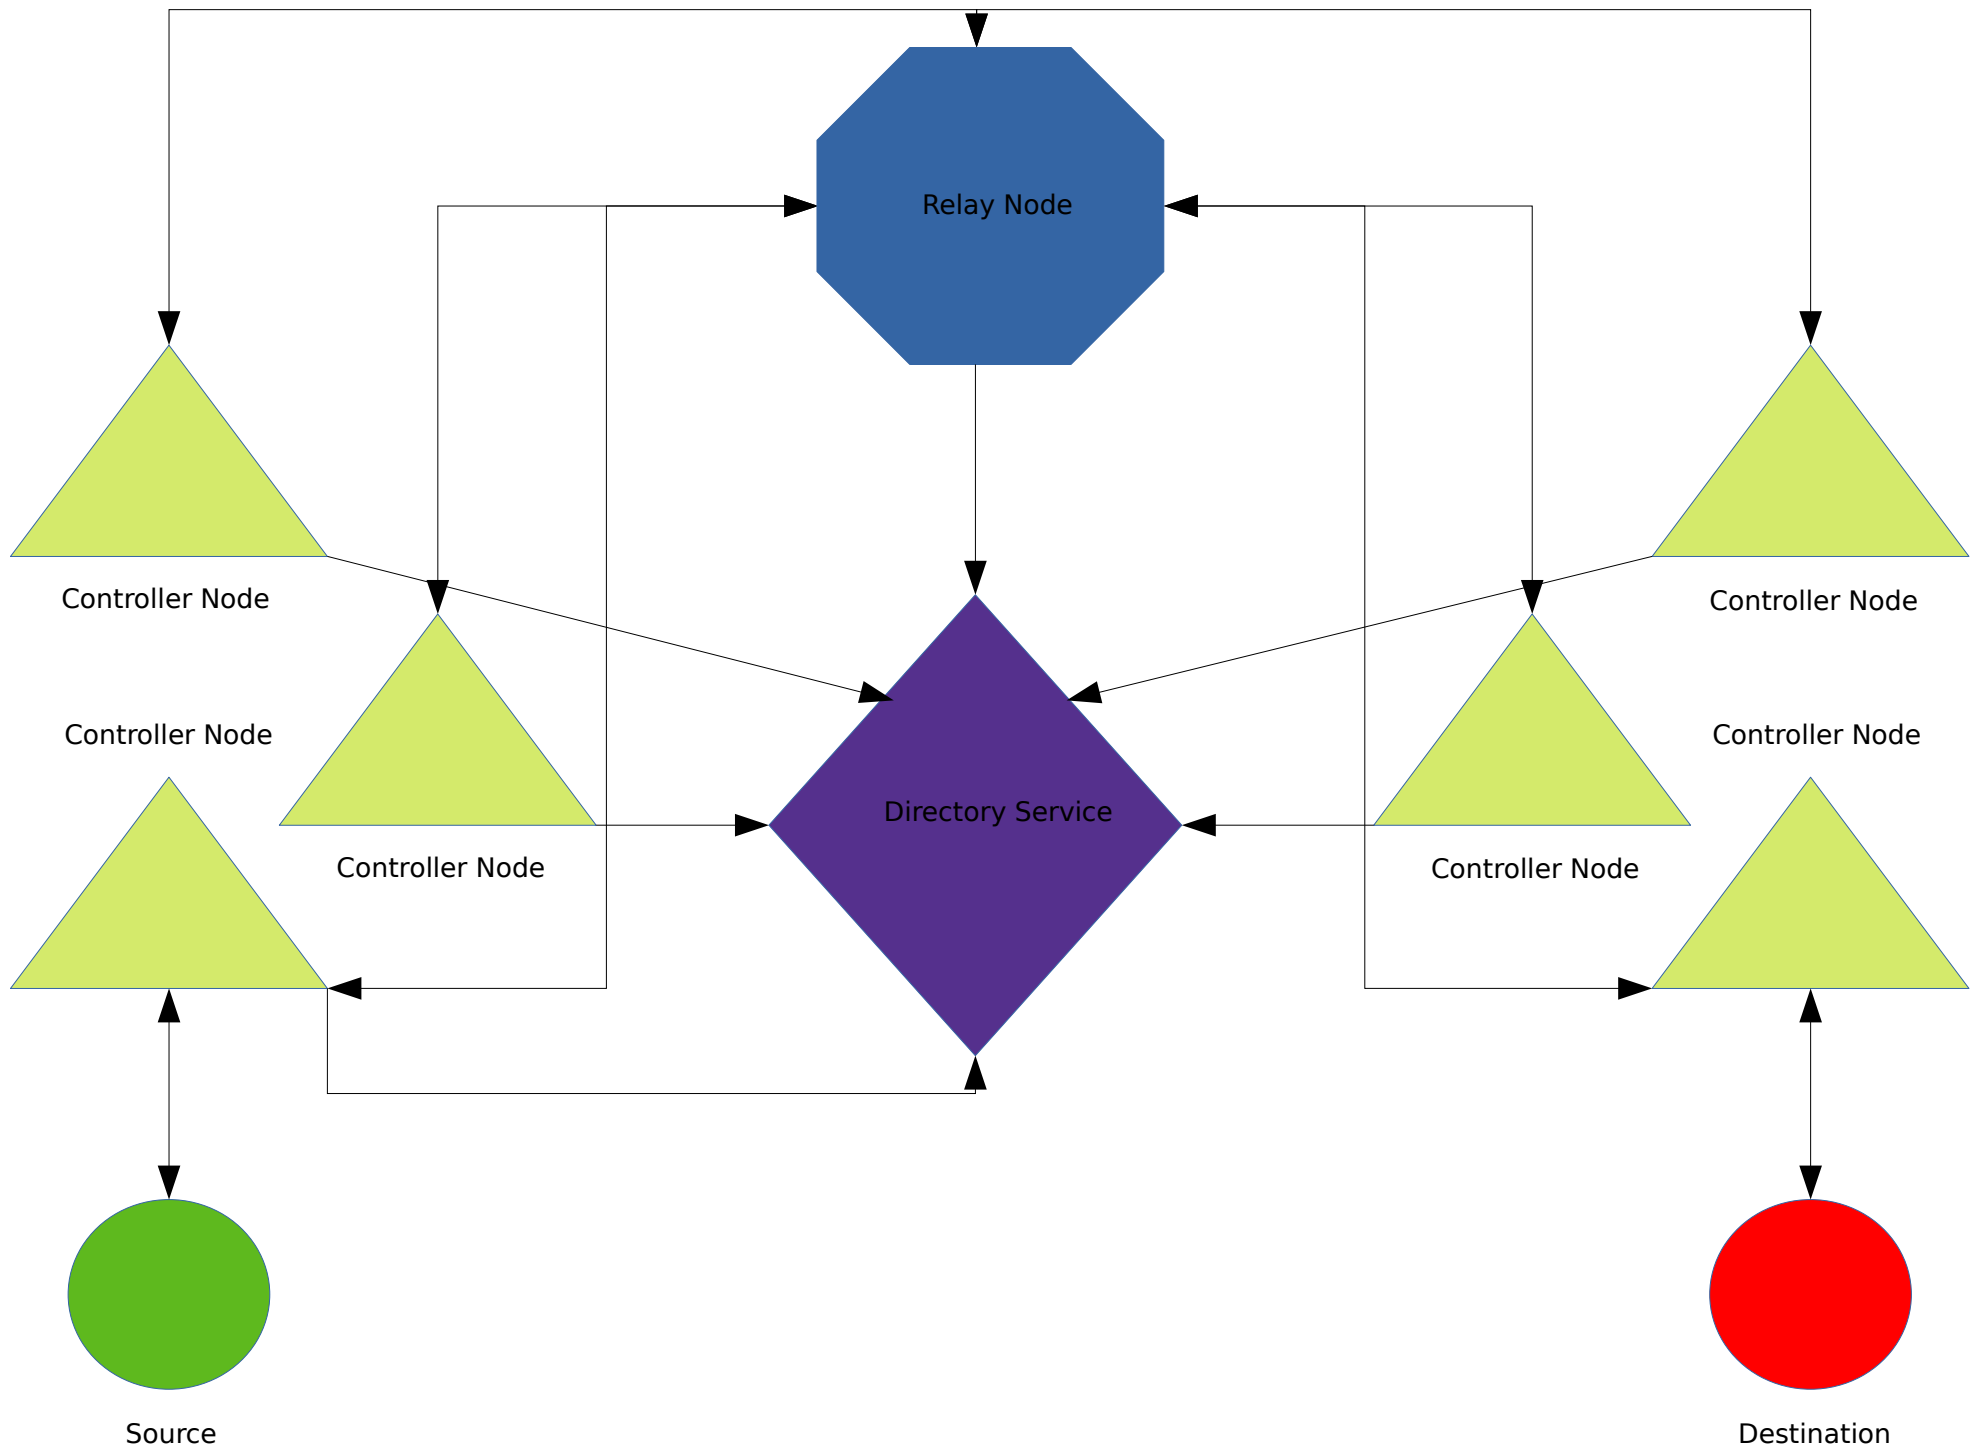 Relay Node
Controller Node
Controller Node
Controller Node
Controller Node
Directory Service
Controller Node
Controller Node
Source
Destination